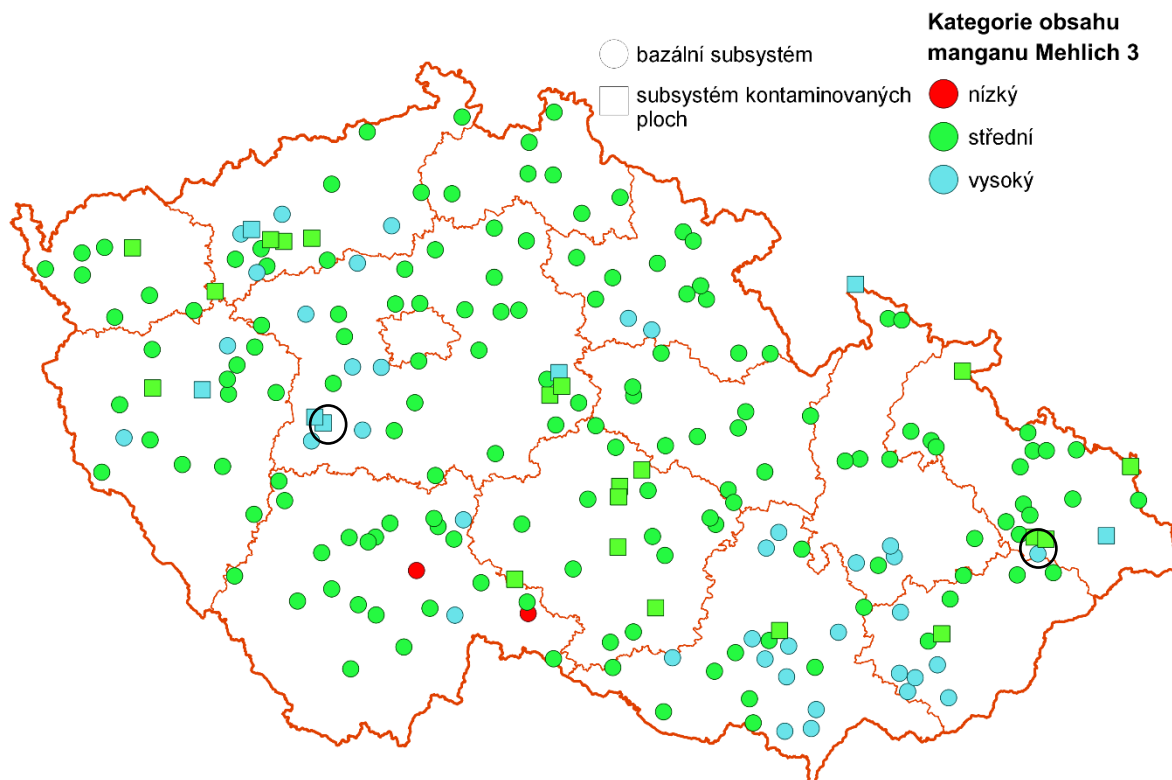 Kategorie obsahu
manganu Mehlich 3
bazální subsystém
subsystém kontaminovaných
ploch
nízký
střední
vysoký